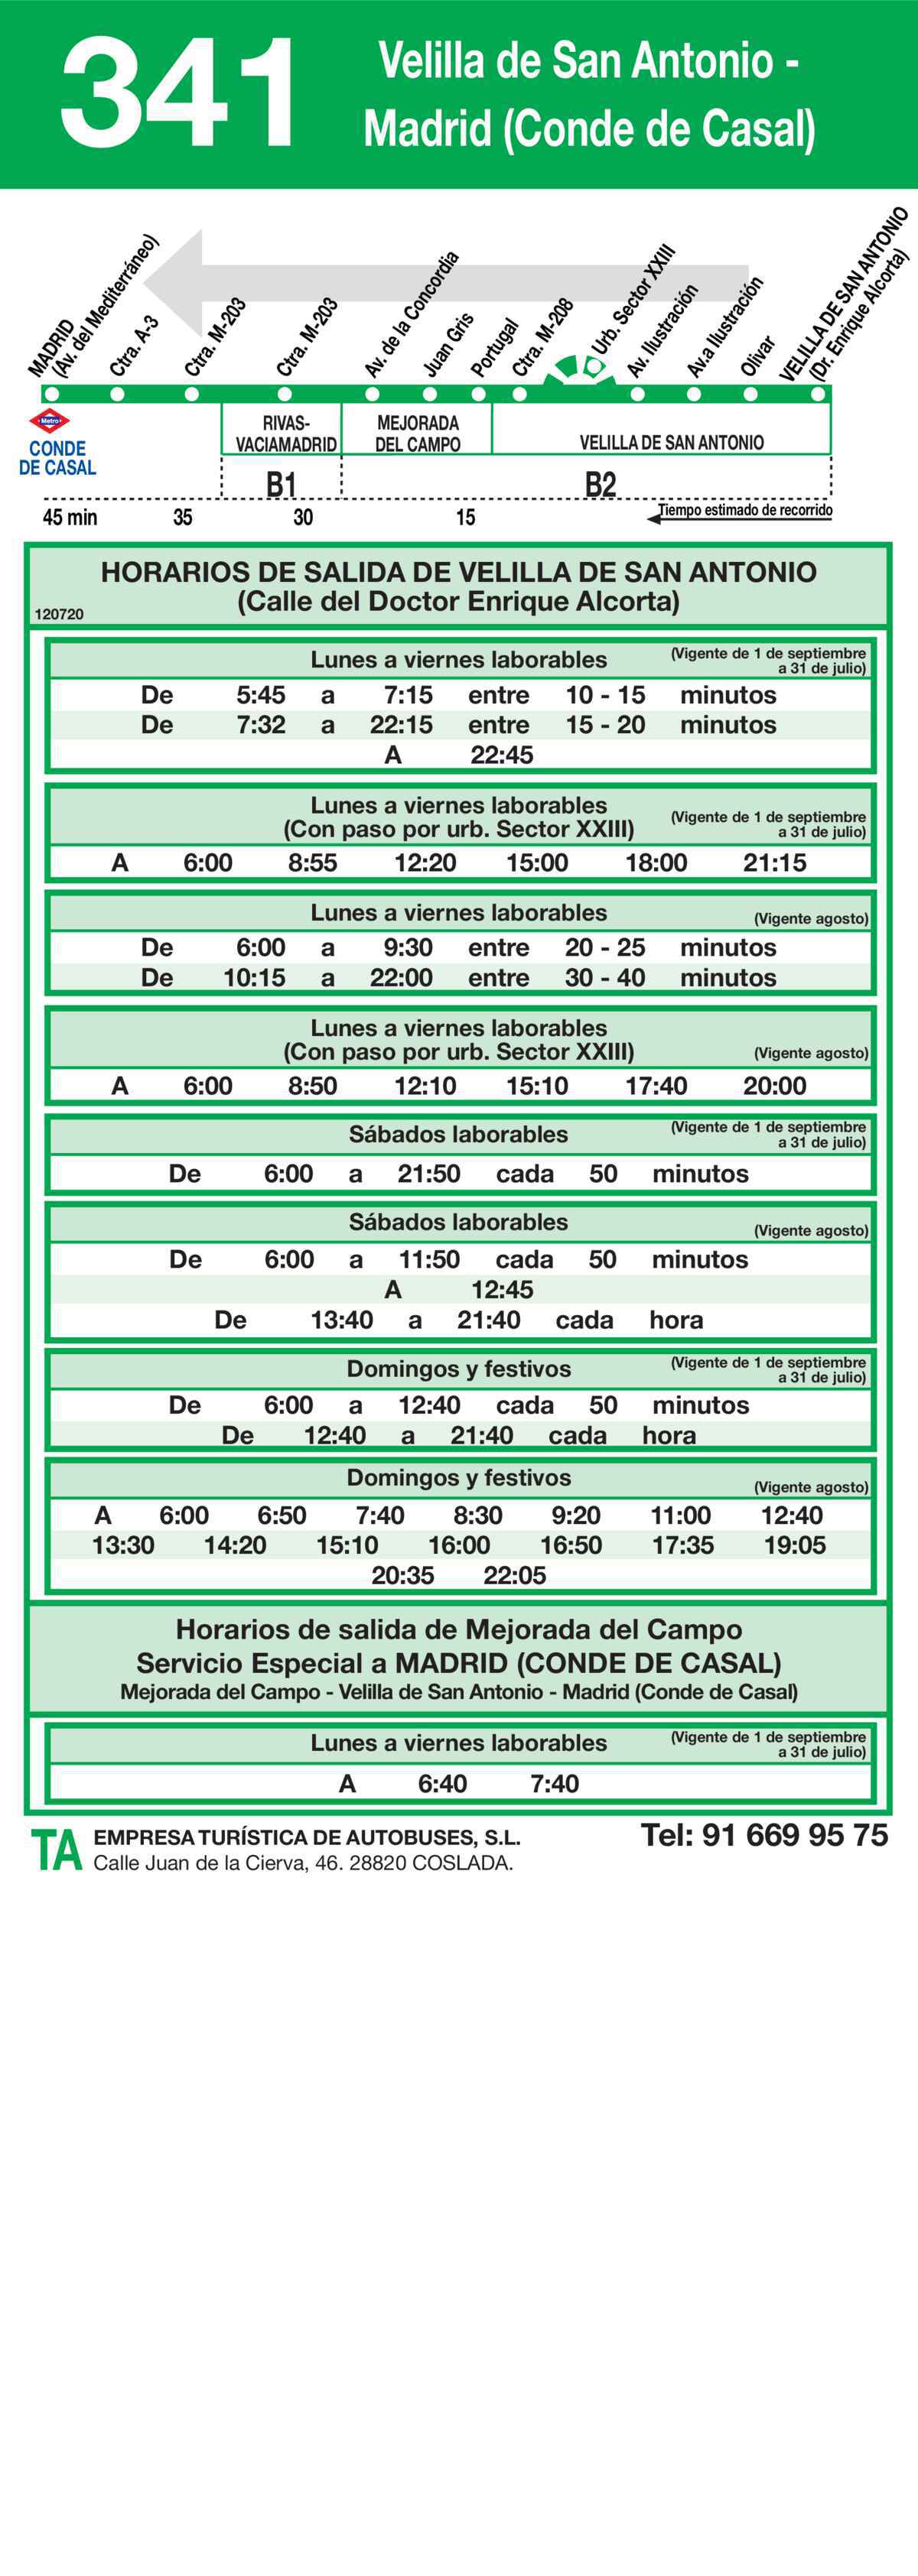 341
Velilla de San Antonio -
Madrid (Conde de Casal)
MADRID
(Av. del Mediterráneo)
Ctra. A-3
Ctra. M-203
Ctra. M-203
Av. de la Concordia
Juan Gris
Portugal
Ctra. M-208
Urb. Sector XXIII
Av. Ilustración
Av.a Ilustración
Olivar
VELILLA DE SAN ANTONIO
(Dr. Enrique Alcorta)
Metro
CONDE
DE CASAL
RIVAS-
VACIAMADRID
MEJORADA
DEL CAMPO
VELILLA DE SAN ANTONIO
B1 B2
45 min 35 30 15 Tiempo estimado de recorrido
HORARIOS DE SALIDA DE VELILLA DE SAN ANTONIO
(Calle del Doctor Enrique Alcorta)
120720
Lunes a viernes laborables (Vigente de 1 de septiembre
a 31 de julio)
De 5:45 a 7:15 entre 10 - 15 minutos
De 7:32 a 22:15 entre 15 - 20 minutos
A 22:45
Lunes a viernes laborables
(Con paso por urb. Sector XXIII) (Vigente de 1 de septiembre
a 31 de julio)
A 6:00 8:55 12:20 15:00 18:00 21:15
Lunes a viernes laborables (Vigente agosto)
De 6:00 a 9:30 entre 20 - 25 minutos
De 10:15 a 22:00 entre 30 - 40 minutos
Lunes a viernes laborables
(Con paso por urb. Sector XXIII) (Vigente agosto)
A 6:00 8:50 12:10 15:10 17:40 20:00
Sábados laborables (Vigente de 1 de septiembre
a 31 de julio)
De 6:00 a 21:50 cada 50 minutos
Sábados laborables (Vigente agosto)
De 6:00 a 11:50 cada 50 minutos
A 12:45
De 13:40 a 21:40 cada hora
Domingos y festivos (Vigente de 1 de septiembre
a 31 de julio)
De 6:00 a 12:40 cada 50 minutos
De 12:40 a 21:40 cada hora
Domingos y festivos (Vigente agosto)
A 6:00 6:50 7:40 8:30 9:20 11:00 12:40
13:30 14:20 15:10 16:00 16:50 17:35 19:05
20:35 22:05
Horarios de salida de Mejorada del Campo
Servicio Especial a MADRID (CONDE DE CASAL)
Mejorada del Campo - Velilla de San Antonio - Madrid (Conde de Casal)
Lunes a viernes laborables (Vigente de 1 de septiembre
a 31 de julio)
A 6:40 7:40
TA EMPRESA TURÍSTICA DE AUTOBUSES, S.L. Tel: 91 669 95 75
Calle Juan de la Cierva, 46. 28820 COSLADA.